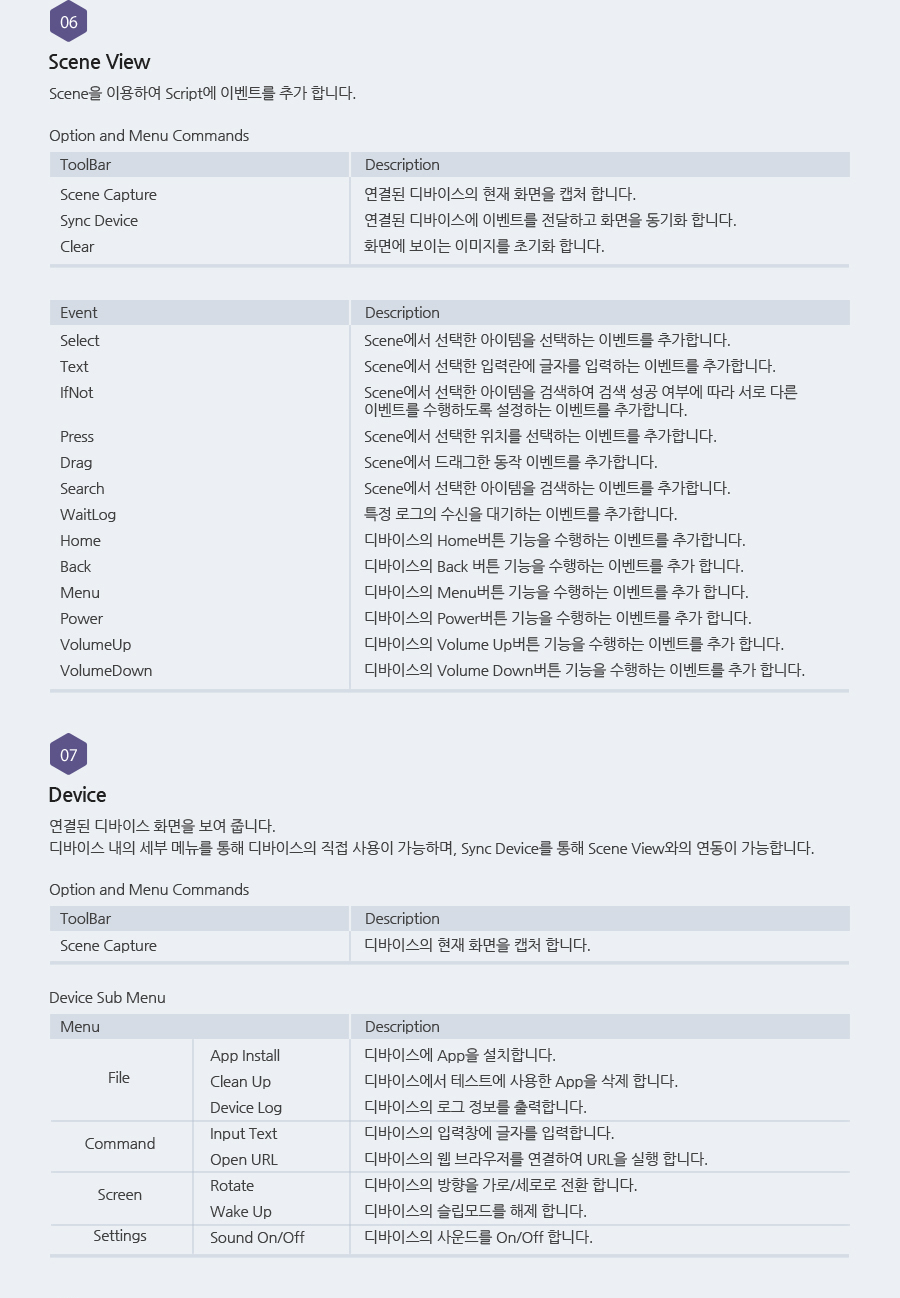 06
Scene View
Scene을 이용하여 Script에 이벤트를 추가 합니다.
Option and Menu Commands
ToolBar Description
Scene Capture 연결된 디바이스의 현재 화면을 캡처 합니다.
Sync Device 연결된 디바이스에 이벤트를 전달하고 화면을 동기화 합니다.
Clear 화면에 보이는 이미지를 초기화 합니다.
Event Description
Select Scene에서 선택한 아이템을 선택하는 이벤트를 추가합니다.
Text Scene에서 선택한 입력란에 글자를 입력하는 이벤트를 추가합니다.
IfNot Scene에서 선택한 아이템을 검색하여 검색 성공 여부에 따라 서로 다른
이벤트를 수행하도록 설정하는 이벤트를 추가합니다.
Press Scene에서 선택한 위치를 선택하는 이벤트를 추가합니다.
Drag Scene에서 드래그한 동작 이벤트를 추가합니다.
Search Scene에서 선택한 아이템을 검색하는 이벤트를 추가합니다.
WaitLog 특정 로그의 수신을 대기하는 이벤트를 추가합니다.
Home 디바이스의 Home버튼 기능을 수행하는 이벤트를 추가합니다.
Back 디바이스의 Back 버튼 기능을 수행하는 이벤트를 추가 합니다.
Menu 디바이스의 Menu버튼 기능을 수행하는 이벤트를 추가 합니다.
Power 디바이스의 Power버튼 기능을 수행하는 이벤트를 추가 합니다.
VolumeUp 디바이스의 Volume Up버튼 기능을 수행하는 이벤트를 추가 합니다.
VolumeDown 디바이스의 Volume Down버튼 기능을 수행하는 이벤트를 추가 합니다.
07
Device
연결된 디바이스 화면을 보여 줍니다.
디바이스 내의 세부 메뉴를 통해 디바이스의 직접 사용이 가능하며, Sync Device를 통해 Scene View와의 연동이 가능합니다.
Option and Menu Commands
ToolBar Description
Scene Capture 디바이스의 현재 화면을 캡처 합니다.
Device Sub Menu
Menu Description
File
App Install 디바이스에 App을 설치합니다.
Clean Up 디바이스에서 테스트에 사용한 App을 삭제 합니다.
Device Log 디바이스의 로그 정보를 출력합니다.
Command
Input Text 디바이스의 입력창에 글자를 입력합니다.
Open URL 디바이스의 웹 브라우저를 연결하여 URL을 실행 합니다.
Screen
Rotate 디바이스의 방향을 가로/세로로 전환 합니다.
Wake Up 디바이스의 슬립모드를 해제 합니다.
Settings Sound On/Off 디바이스의 사운드를 On/Off 합니다.